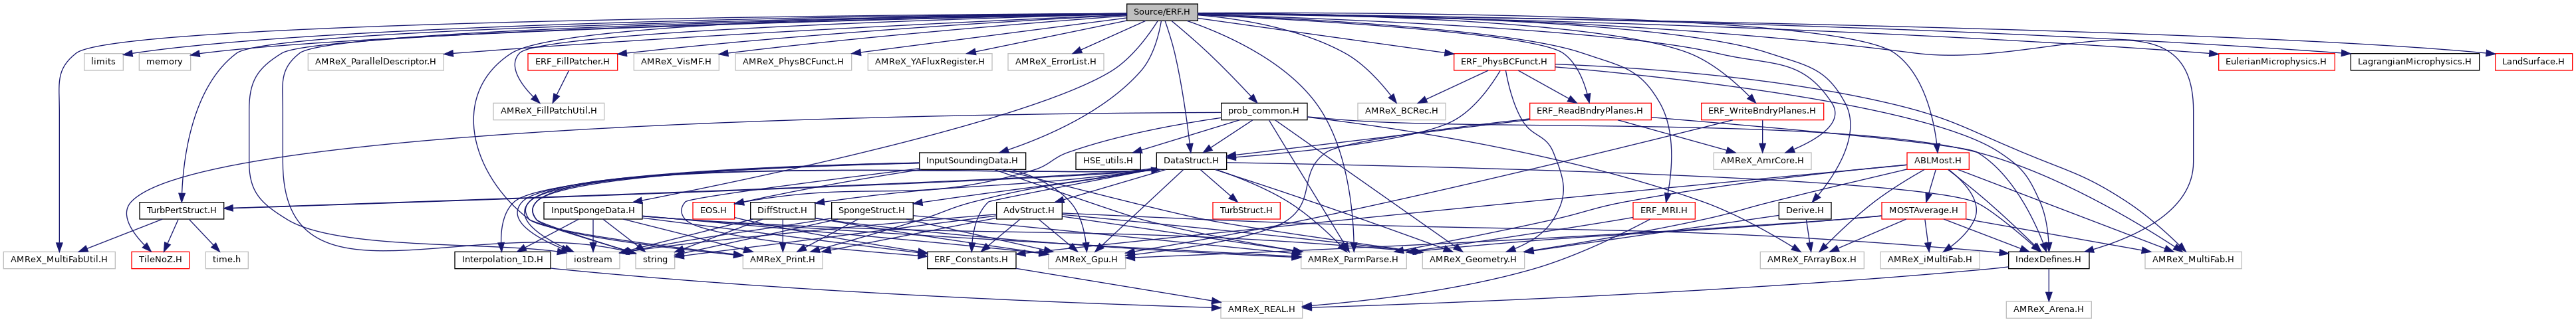 Source/ERF.H
limits
memory
AMReX_ParallelDescriptor.H
ERF_FillPatcher.H
AMReX_VisMF.H
AMReX_PhysBCFunct.H
AMReX_YAFluxRegister.H
AMReX_ErrorList.H
ERF_PhysBCFunct.H
EulerianMicrophysics.H
LagrangianMicrophysics.H
LandSurface.H
AMReX_FillPatchUtil.H
prob_common.H
AMReX_BCRec.H
ERF_ReadBndryPlanes.H
ERF_WriteBndryPlanes.H
InputSoundingData.H
HSE_utils.H
DataStruct.H
AMReX_AmrCore.H
ABLMost.H
TurbPertStruct.H
InputSpongeData.H
EOS.H
DiffStruct.H
SpongeStruct.H
AdvStruct.H
TurbStruct.H
ERF_MRI.H
Derive.H
MOSTAverage.H
AMReX_MultiFabUtil.H
TileNoZ.H
time.h
Interpolation_1D.H
iostream
string
AMReX_Print.H
ERF_Constants.H
AMReX_Gpu.H
AMReX_ParmParse.H
AMReX_Geometry.H
AMReX_FArrayBox.H
AMReX_iMultiFab.H
IndexDefines.H
AMReX_MultiFab.H
AMReX_REAL.H
AMReX_Arena.H